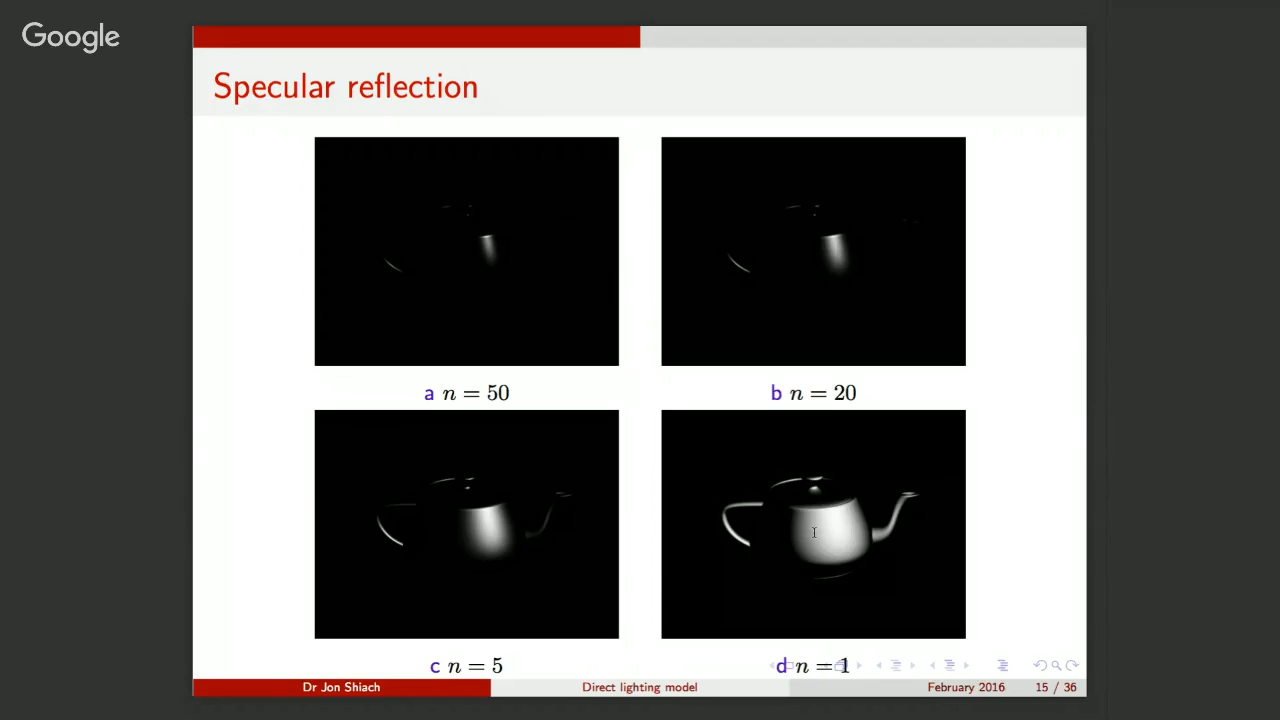 Google
Specular reflection
a n = 50
b n = 20
c n = 5
d n = 1
Dr Jon Shiach
Direct lighting model
February 2016
15 / 36